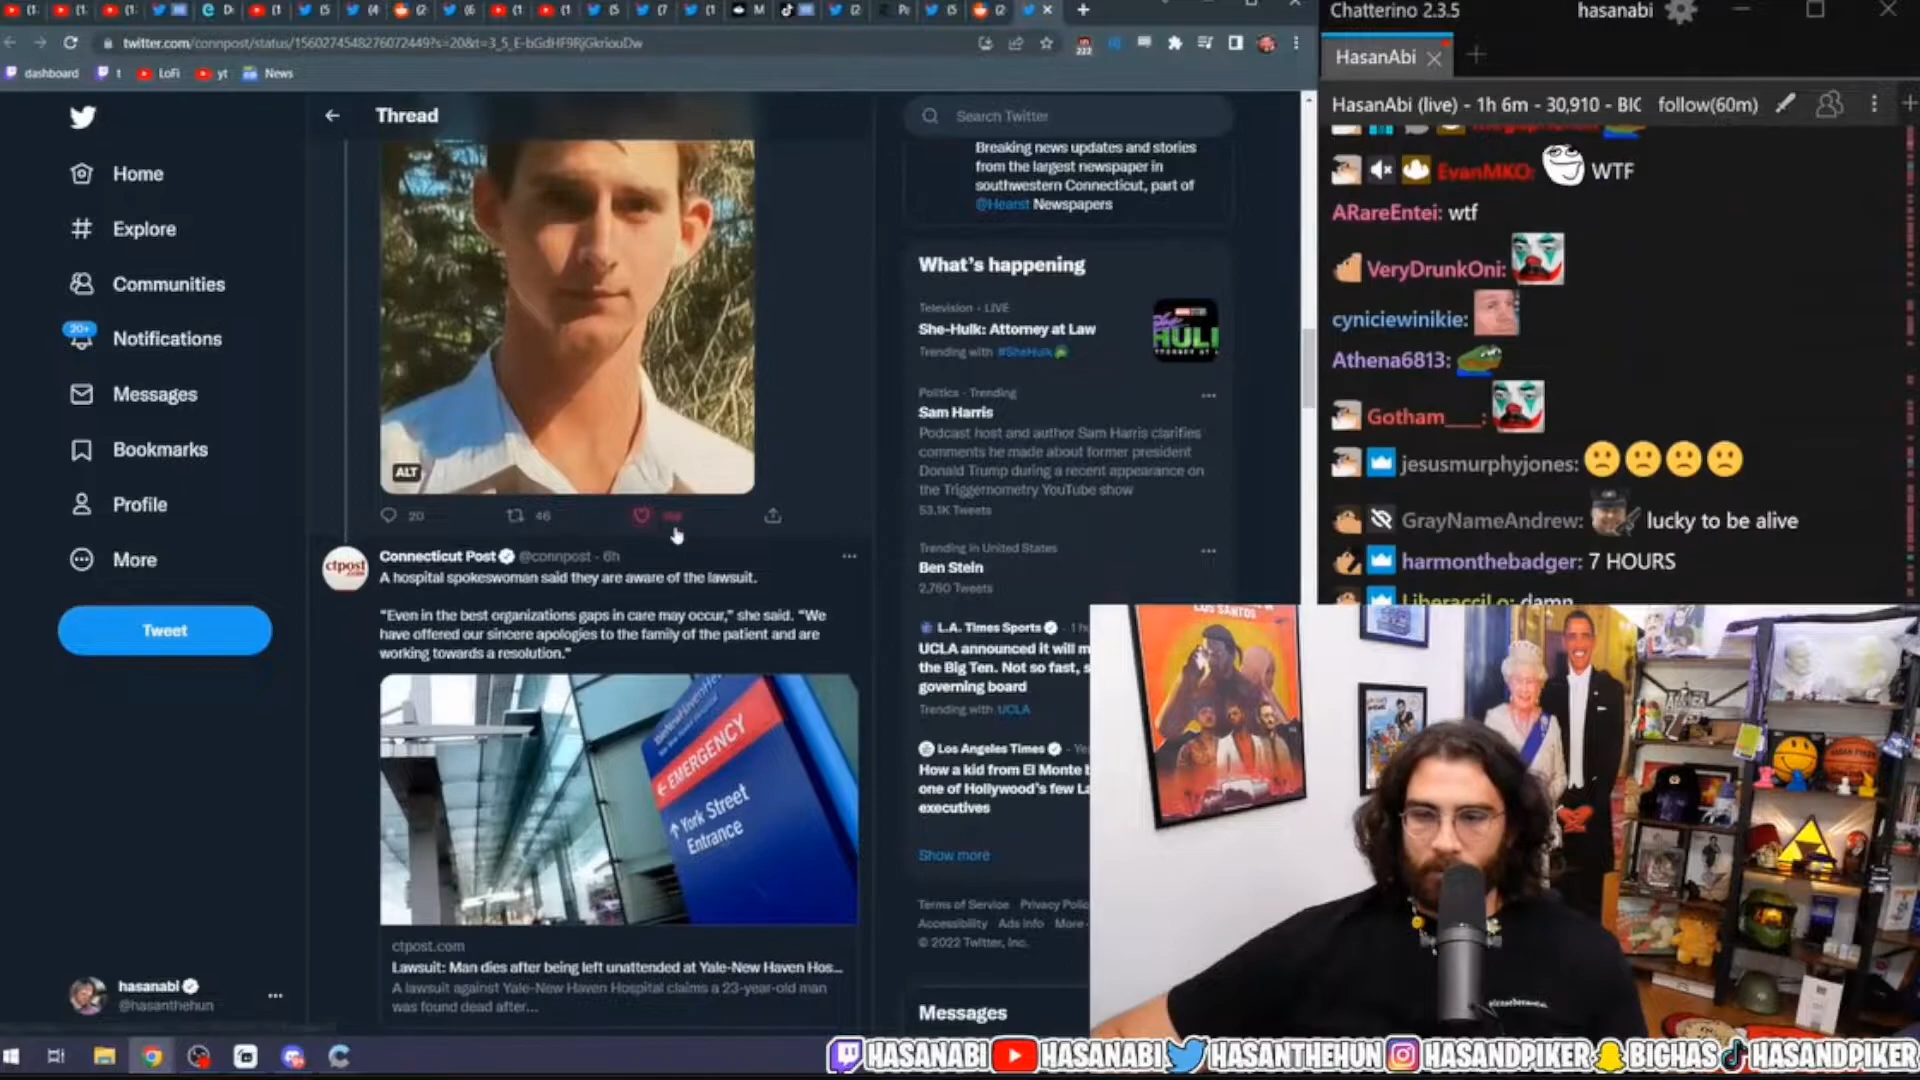 twitter.com/connpost/status/1560274548276072449?s=20&t=3_5_E-bGdHF9RjGkriouDw
222
dashboard
t
LoFi
yt
News
Home
Explore
Communities
20+
Notifications
Messages
Bookmarks
Profile
More
Tweet
hasanabi
@hasanthehun
Thread
ALT
20
46
ctpost
.com
Connecticut Post @connpost · 6h
A hospital spokeswoman said they are aware of the lawsuit.
"Even in the best organizations gaps in care may occur," she said. "We
have offered our sincere apologies to the family of the patient and are
working towards a resolution."
EMERGENCY
York Street
Entrance
ctpost.com
Lawsuit: Man dies after being left unattended at Yale-New Haven Hos...
A lawsuit against Yale-New Haven Hospital claims a 23-year-old man
was found dead after...
Search Twitter
Breaking news updates and stories
from the largest newspaper in
southwestern Connecticut, part of
@Hearst Newspapers
What's happening
Television · LIVE
She-Hulk: Attorney at Law
Trending with #SheHulk
Politics · Trending
Sam Harris
Podcast host and author Sam Harris clarifies
comments he made about former president
Donald Trump during a recent appearance on
the Triggernometry YouTube show
53.1K Tweets
Trending in United States
Ben Stein
2,760 Tweets
L.A. Times Sports
UCLA announced it will m
the Big Ten. Not so fast, s
governing board
Trending with UCLA
Los Angeles Times
How a kid from El Monte b
one of Hollywood's few La
executives
Show more
Terms of Service Privacy Polic
Accessibility Ads info More
© 2022 Twitter, Inc.
Messages
Chatterino 2.3.5
hasanabi
HasanAbi
HasanAbi (live) - 1h 6m - 30,910 - BIC
follow(60m)
EvanMKO: WTF
ARareEntei: wtf
VeryDrunkOni:
cyniciewinikie:
Athena6813:
Gotham___:
jesusmurphyjones:
GrayNameAndrew: lucky to be alive
harmonthebadger: 7 HOURS
LiberacciLo: damn
LOS SANTOS
HASANABI HASANABI HASANTHEHUN HASANDPIKER BIGHAS HASANDPIKER